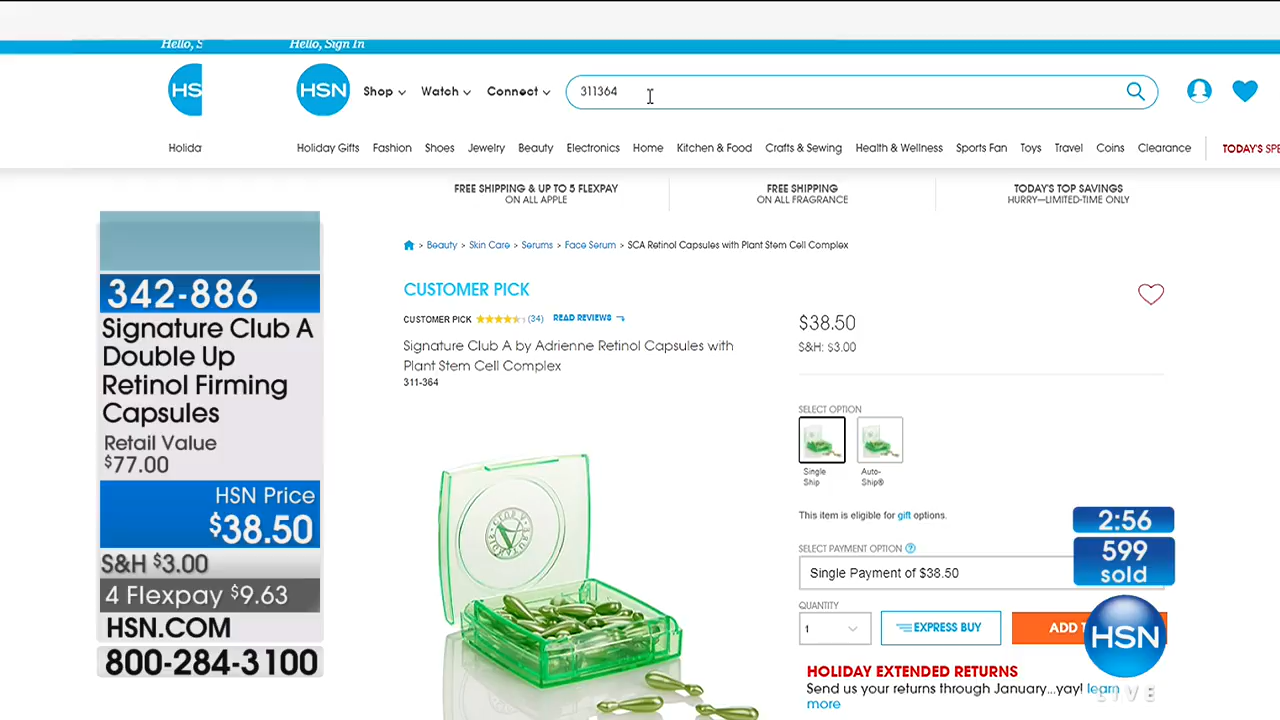 Hello, S
Hello, Sign In
HS
HSN
Shop
Watch
Connect
311364
Holida
Holiday Gifts
Fashion
Shoes
Jewelry
Beauty
Electronics
Home
Kitchen & Food
Crafts & Sewing
Health & Wellness
Sports Fan
Toys
Travel
Coins
Clearance
TODAY'S SPE
FREE SHIPPING & UP TO 5 FLEXPAY
ON ALL APPLE
FREE SHIPPING
ON ALL FRAGRANCE
TODAY'S TOP SAVINGS
HURRY—LIMITED-TIME ONLY
> Beauty > Skin Care > Serums > Face Serum > SCA Retinol Capsules with Plant Stem Cell Complex
CUSTOMER PICK
CUSTOMER PICK (34) READ REVIEWS
Signature Club A by Adrienne Retinol Capsules with
Plant Stem Cell Complex
311-364
$38.50
S&H: $3.00
SELECT OPTION
Single
Ship
Auto-
Ship®
This item is eligible for gift options.
SELECT PAYMENT OPTION ?
Single Payment of $38.50
QUANTITY
1
EXPRESS BUY
ADD T
HOLIDAY EXTENDED RETURNS
Send us your returns through January...yay! learn
more
342-886
Signature Club A
Double Up
Retinol Firming
Capsules
Retail Value
$77.00
HSN Price
$38.50
S&H $3.00
4 Flexpay $9.63
HSN.COM
800-284-3100
2:56
599
sold
HSN
LIVE